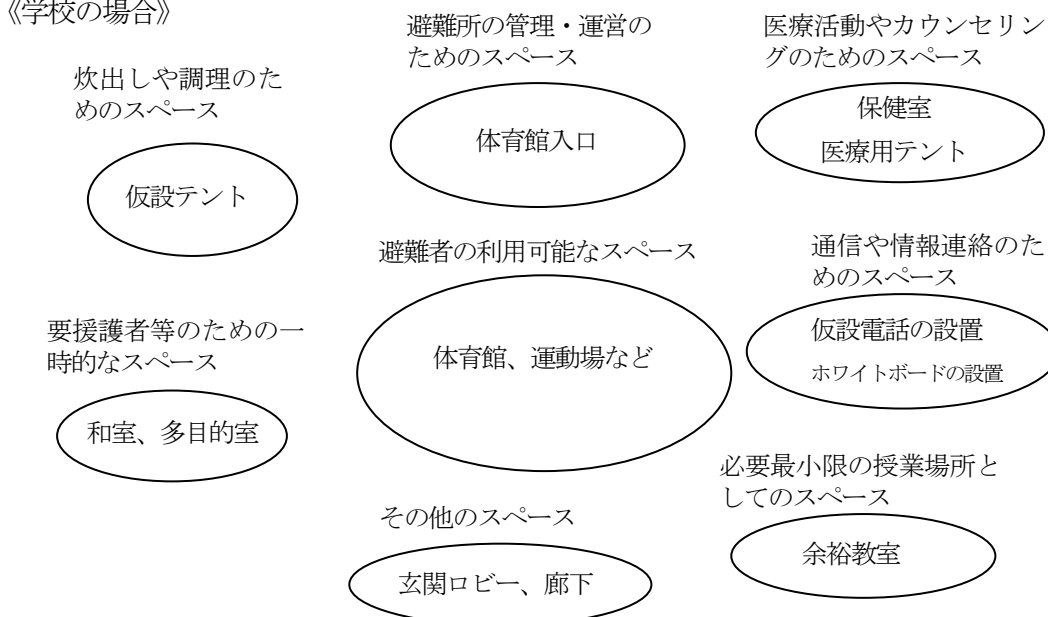 《学校の場合》
避難所の管理・運営の
ためのスペース
体育館入口
医療活動やカウンセリン
グのためのスペース
保健室
医療用テント
炊出しや調理のた
めのスペース
仮設テント
避難者の利用可能なスペース
体育館、運動場など
通信や情報連絡のた
めのスペース
仮設電話の設置
ホワイトボードの設置
要援護者等のための一
時的なスペース
和室、多目的室
必要最小限の授業場所と
してのスペース
余裕教室
その他のスペース
玄関ロビー、廊下